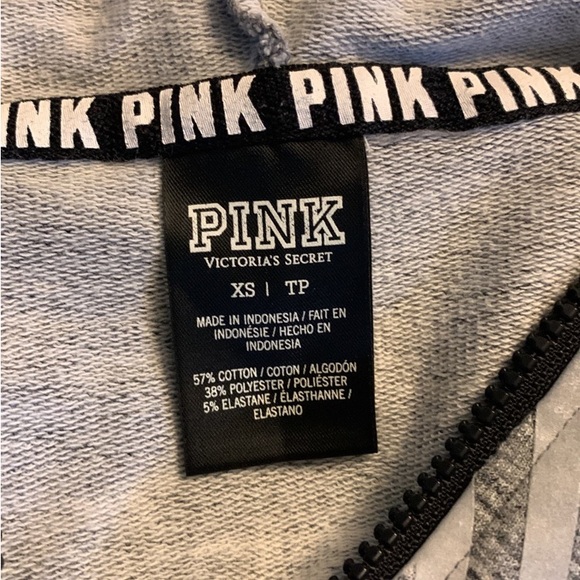 INK PINK PINK PINK
PINK
VICTORIA'S SECRET
XS | TP
MADE IN INDONESIA / FAIT EN
INDONÉSIE / HECHO EN
INDONESIA
57% COTTON / COTON / ALGODÓN
38% POLYESTER / POLIÉSTER
5% ELASTANE / ÉLASTHANNE /
ELASTANO